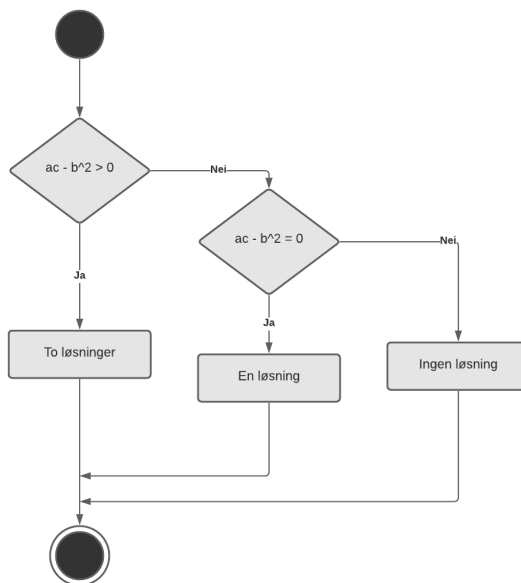 ac - b^2 > 0
Nei
ac - b^2 = 0
Nei
Ja
Ja
To løsninger
En løsning
Ingen løsning